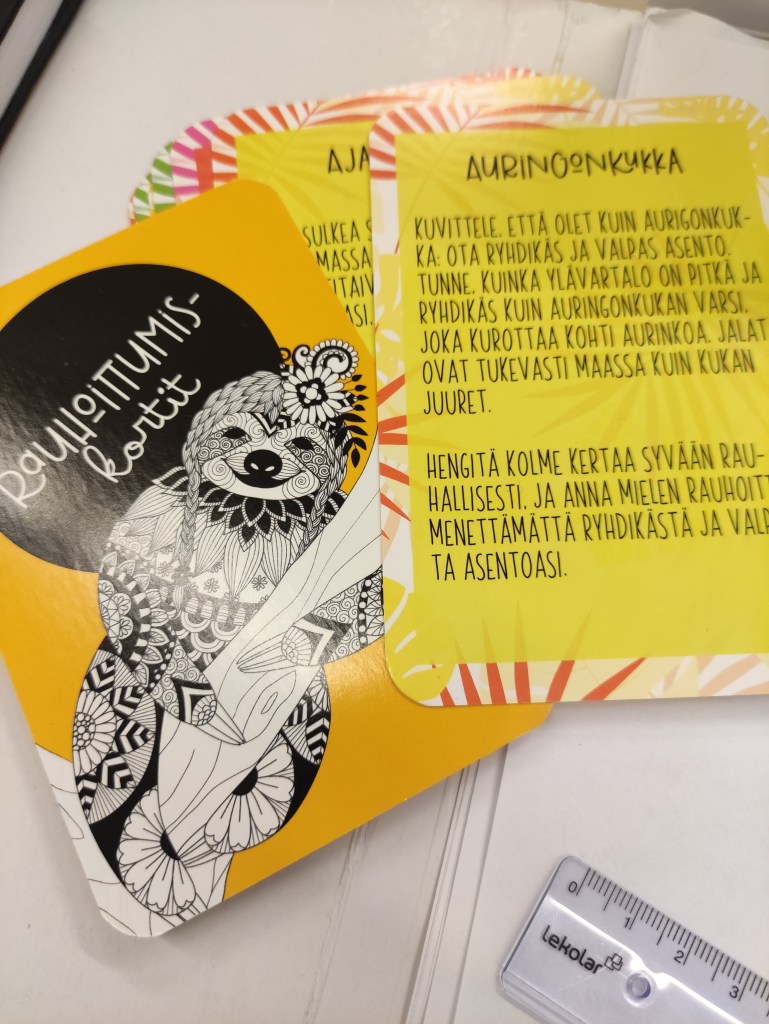 RAUHOITTUMIS-
kortit
AJA
SULKEA S
MASSA
ASI.
AURINGONKUKKA
KUVITTELE, ETTÄ OLET KUIN AURIGONKUK-
KA: OTA RYHDIKÄS JA VALPAS ASENTO.
TUNNE, KUINKA YLÄVARTALO ON PITKÄ JA
RYHDIKÄS KUIN AURINGONKUKAN VARSI,
JOKA KUROTTAA KOHTI AURINKOA. JALAT
OVAT TUKEVASTI MAASSA KUIN KUKAN
JUURET.
HENGITÄ KOLME KERTAA SYVÄÄN RAU-
HALLISESTI, JA ANNA MIELEN RAUHOITT
MENETTÄMÄTTÄ RYHDIKÄSTÄ JA VALP
TA ASENTOASI.
0 1 2 3
lekolar